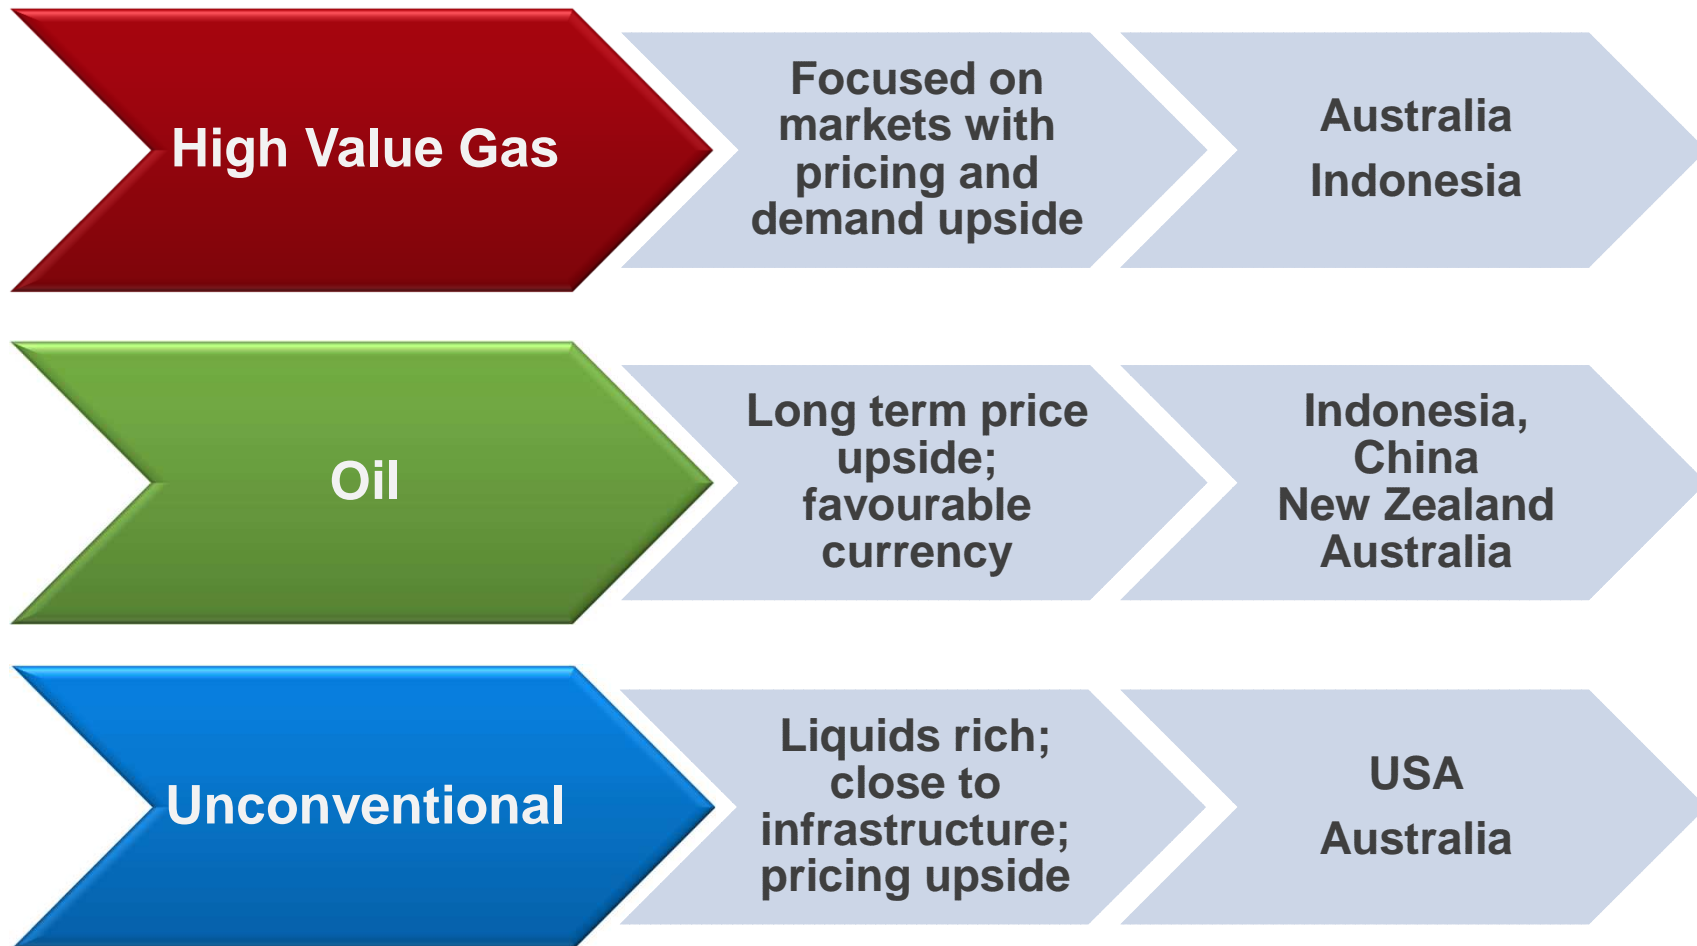 High Value Gas
Focused on
markets with
pricing and
demand upside
Australia
Indonesia
Oil
Long term price
upside;
favourable
currency
Indonesia,
China
New Zealand
Australia
Unconventional
Liquids rich;
close to
infrastructure;
pricing upside
USA
Australia